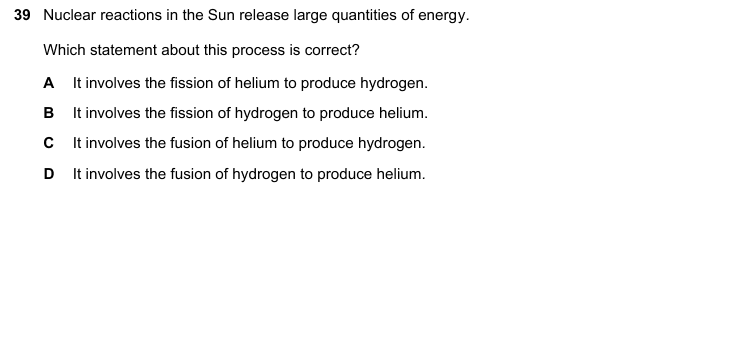 39 Nuclear reactions in the Sun release large quantities of energy.
Which statement about this process is correct?
A It involves the fission of helium to produce hydrogen.
B It involves the fission of hydrogen to produce helium.
C It involves the fusion of helium to produce hydrogen.
D It involves the fusion of hydrogen to produce helium.